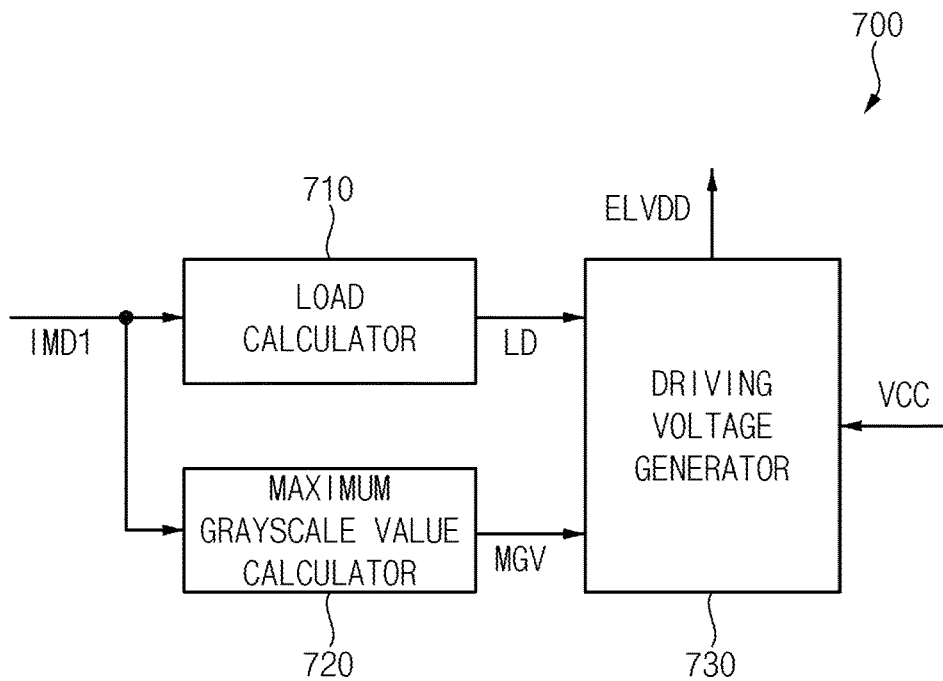 700
710
ELVDD
LOAD
CALCULATOR
IMD1
LD
DRIVING
VOLTAGE
GENERATOR
VCC
MAXIMUM
GRAYSCALE VALUE
CALCULATOR
MGV
720
730